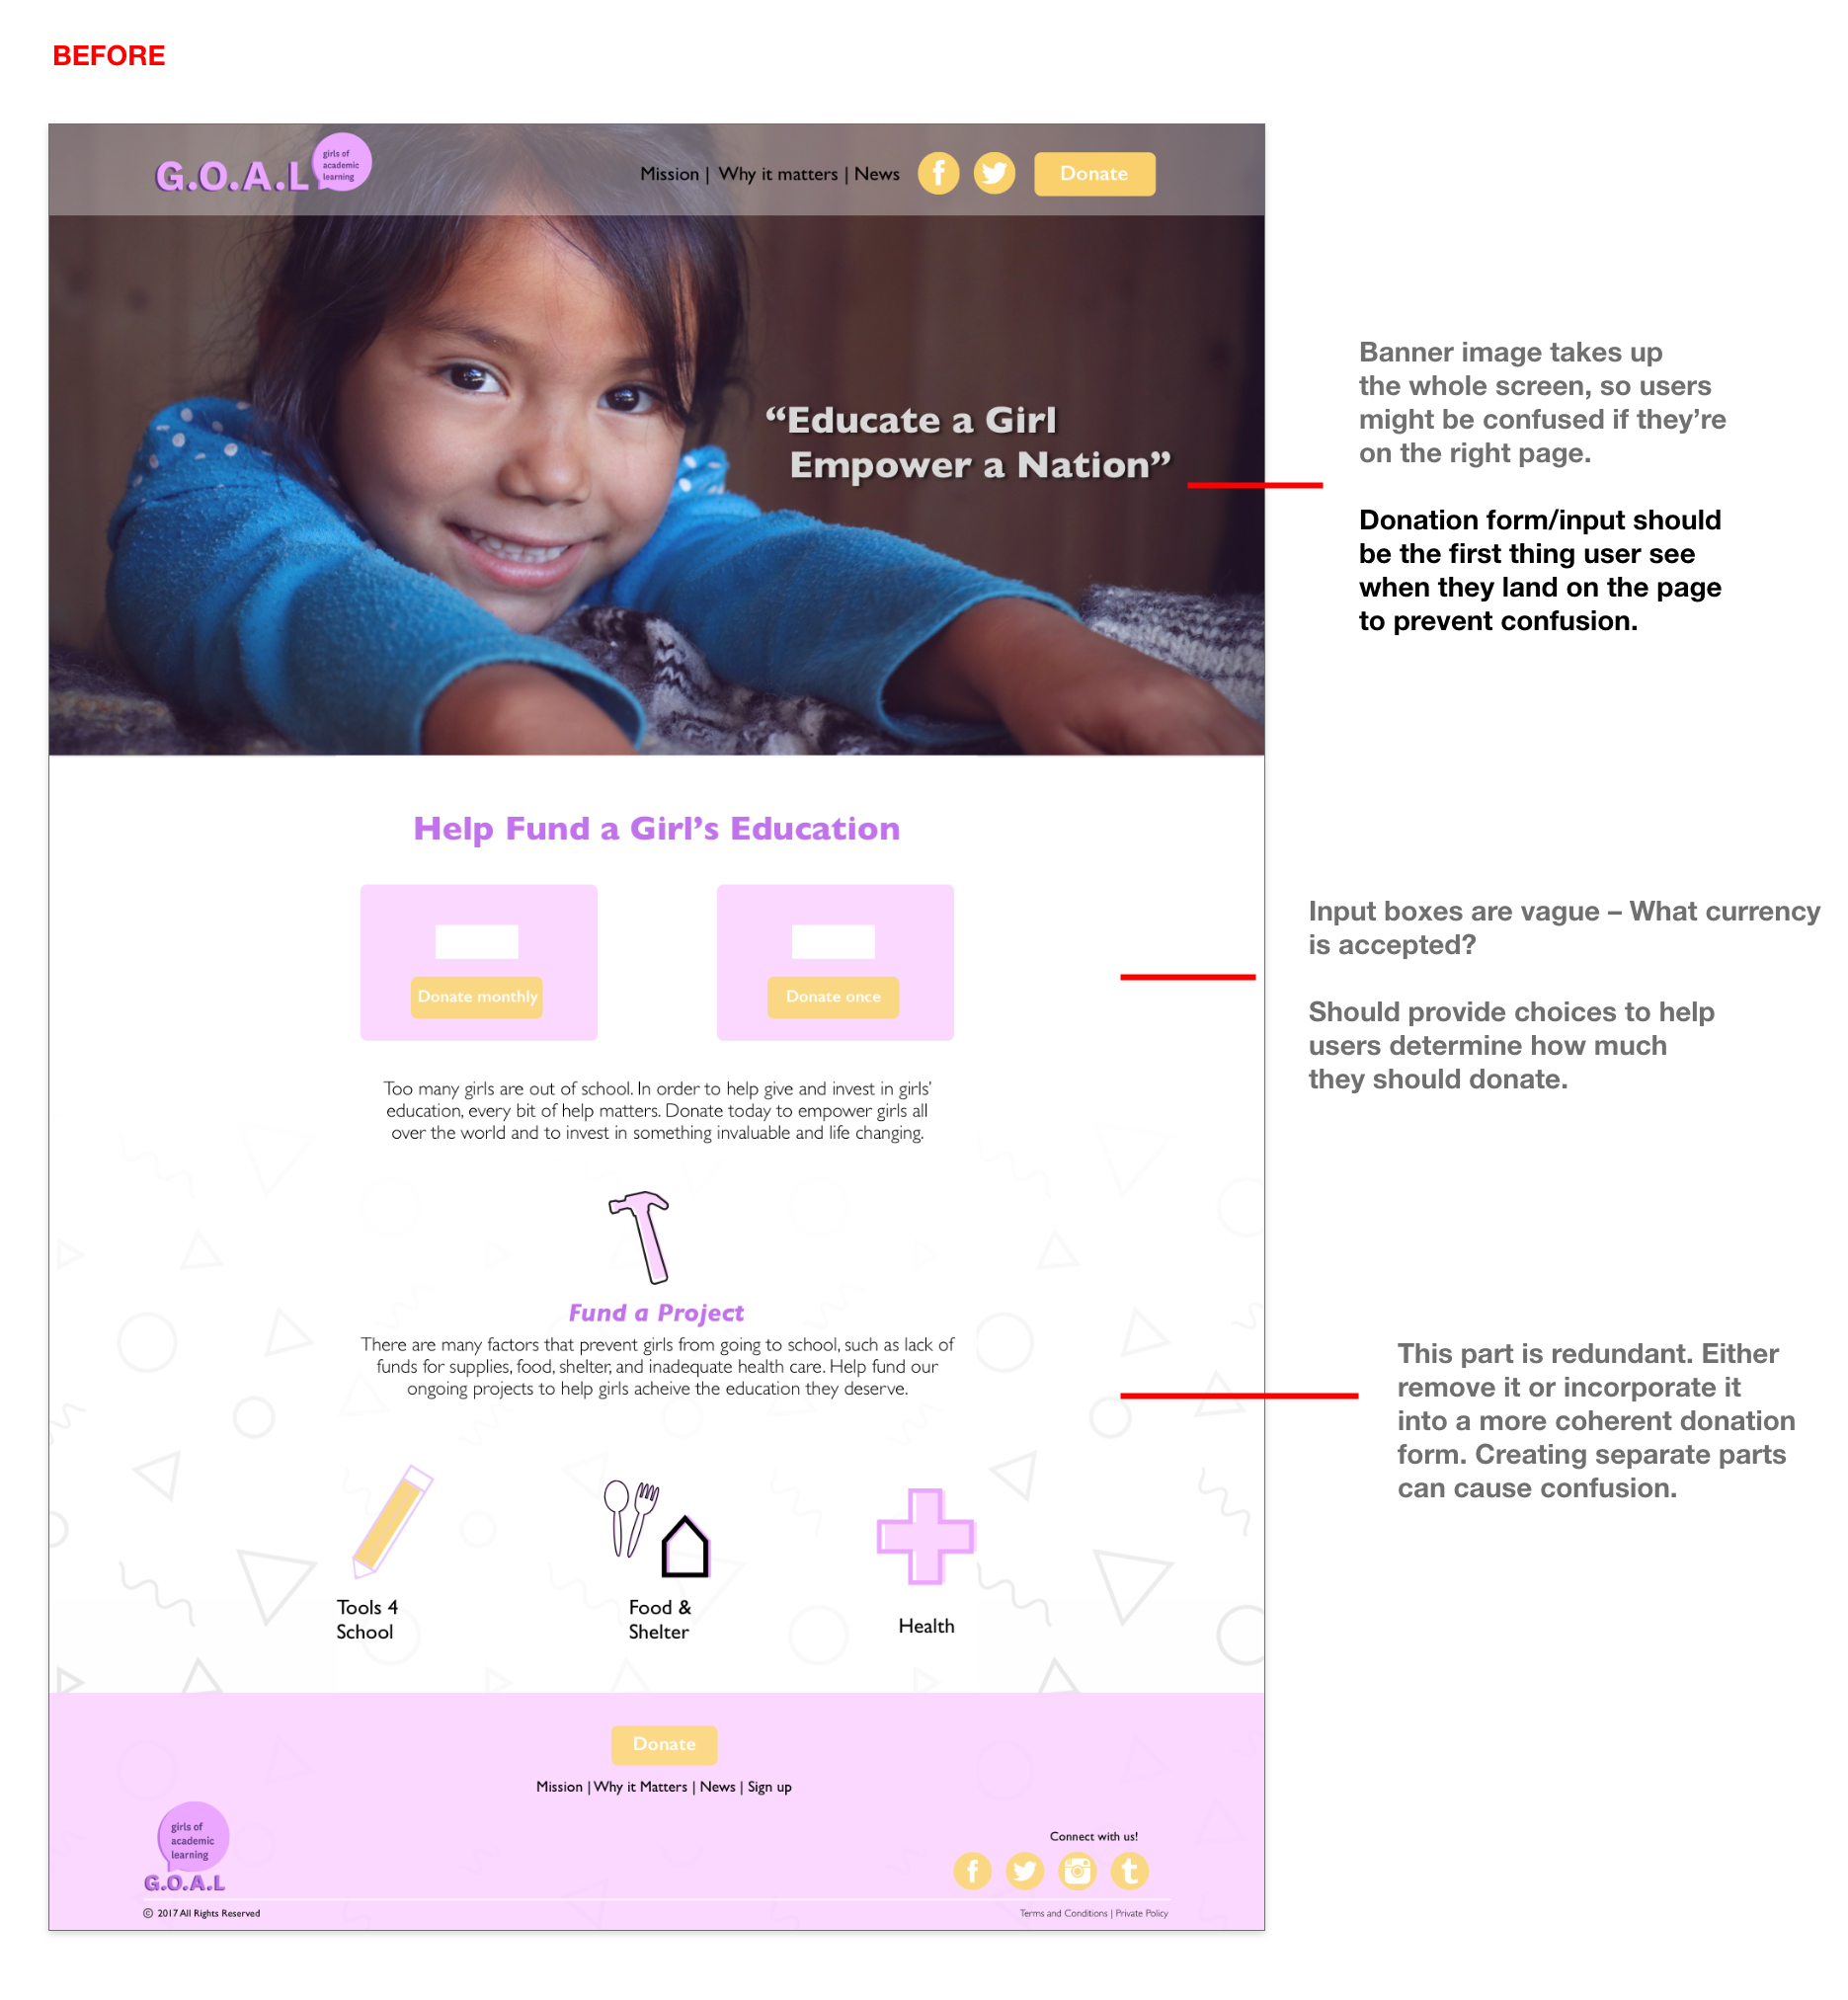 BEFORE
G.O.A.L
girls of
academic
learning
Mission | Why it matters | News
Donate
“Educate a Girl
Empower a Nation”
Banner image takes up
the whole screen, so users
might be confused if they’re
on the right page.
Donation form/input should
be the first thing user see
when they land on the page
to prevent confusion.
Help Fund a Girl’s Education
Donate monthly
Donate once
Input boxes are vague – What currency
is accepted?
Should provide choices to help
users determine how much
they should donate.
Too many girls are out of school. In order to help give and invest in girls’
education, every bit of help matters. Donate today to empower girls all
over the world and to invest in something invaluable and life changing.
Fund a Project
There are many factors that prevent girls from going to school, such as lack of
funds for supplies, food, shelter, and inadequate health care. Help fund our
ongoing projects to help girls acheive the education they deserve.
This part is redundant. Either
remove it or incorporate it
into a more coherent donation
form. Creating separate parts
can cause confusion.
Tools 4
School
Food &
Shelter
Health
Donate
Mission | Why it Matters | News | Sign up
girls of
academic
learning
G.O.A.L
Connect with us!
© 2017 All Rights Reserved
Terms and Conditions | Private Policy